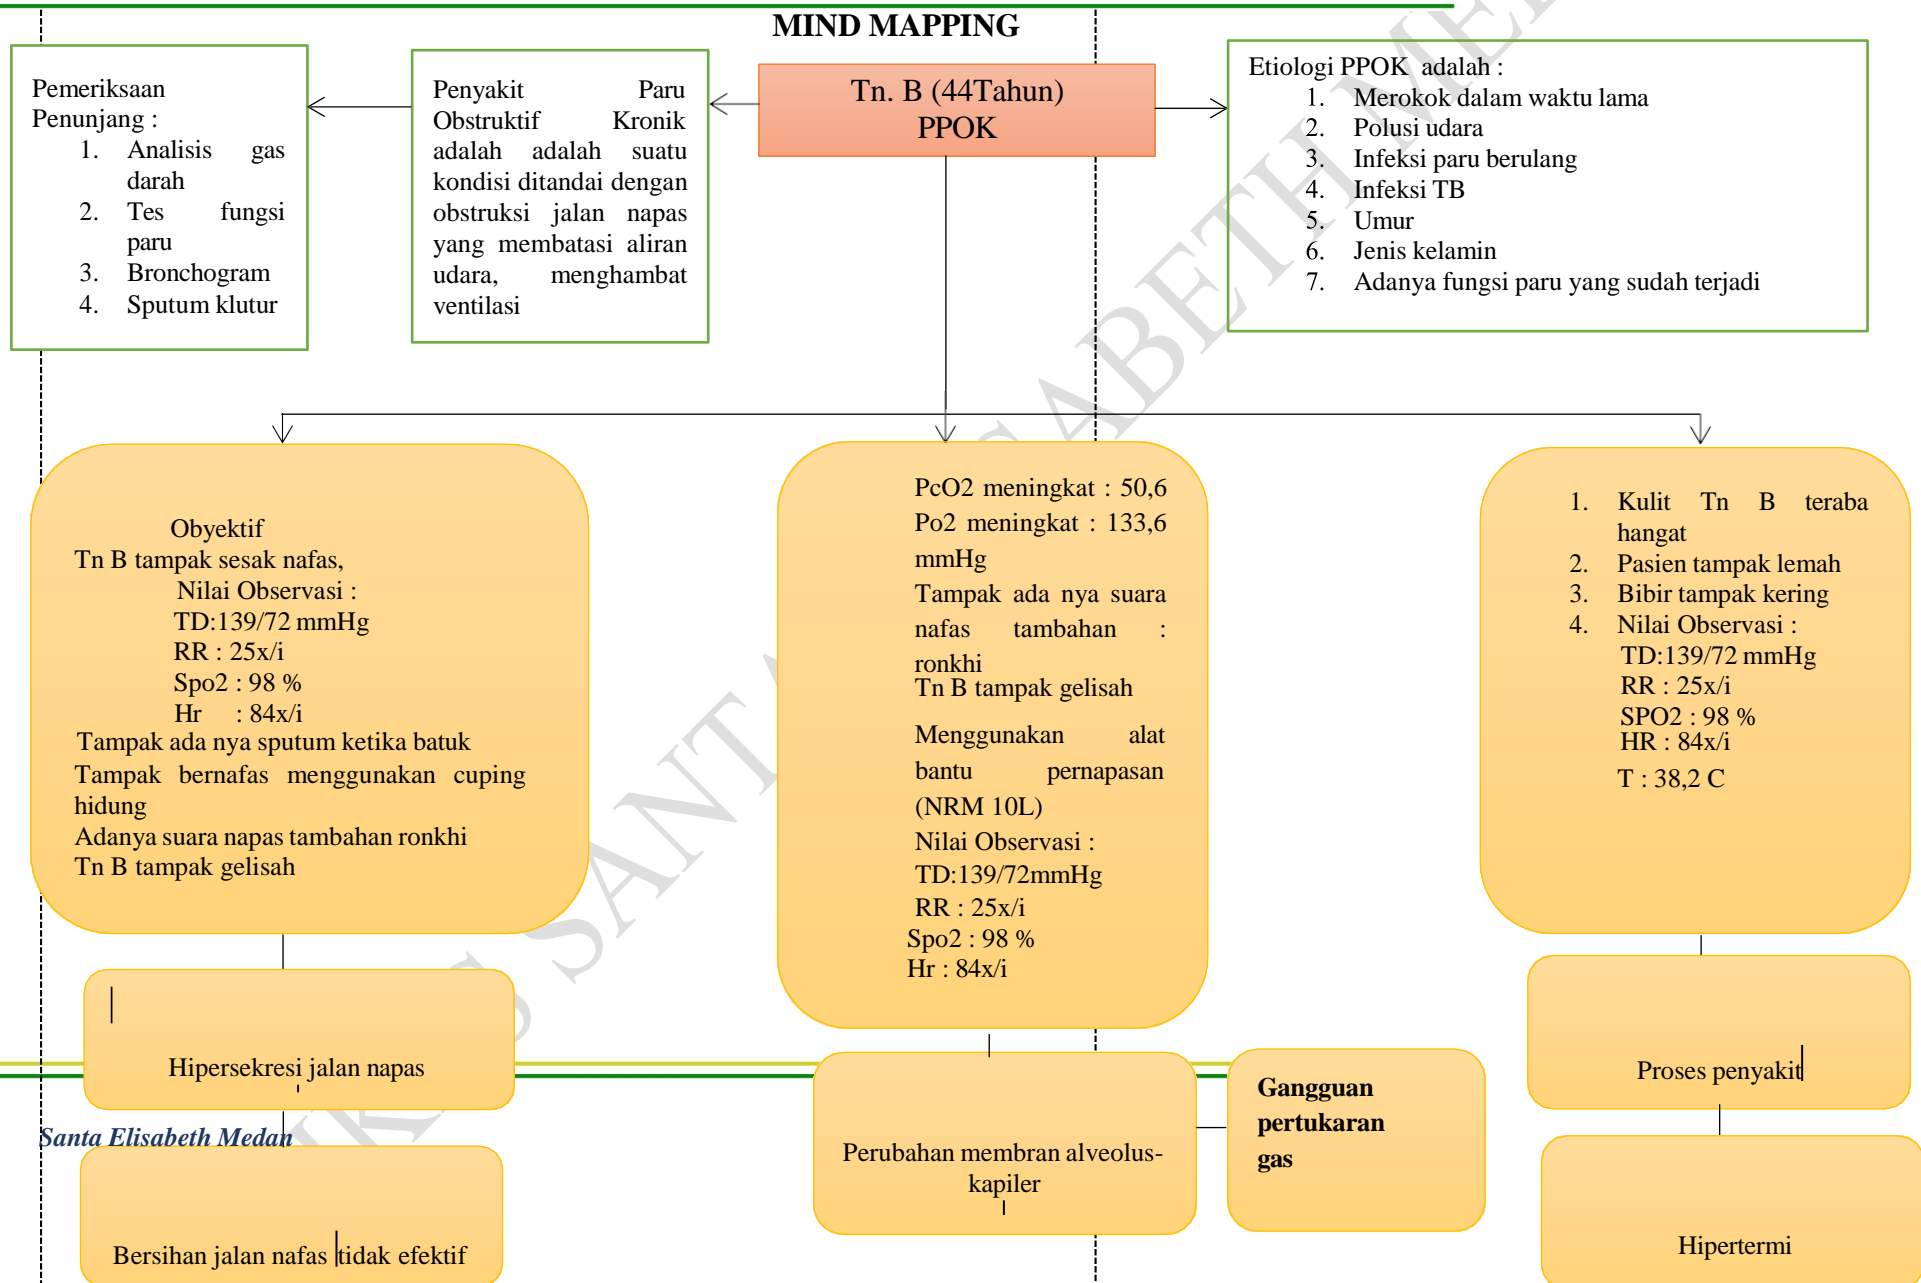 MIND MAPPING
Pemeriksaan
Penunjang :
1. Analisis gas
darah
2. Tes fungsi
paru
3. Bronchogram
4. Sputum klutur
Penyakit Paru
Obstruktif Kronik
adalah adalah suatu
kondisi ditandai dengan
obstruksi jalan napas
yang membatasi aliran
udara, menghambat
ventilasi
Tn. B (44Tahun)
PPOK
Etiologi PPOK adalah :
1. Merokok dalam waktu lama
2. Polusi udara
3. Infeksi paru berulang
4. Infeksi TB
5. Umur
6. Jenis kelamin
7. Adanya fungsi paru yang sudah terjadi
Obyektif
Tn B tampak sesak nafas,
Nilai Observasi :
TD:139/72 mmHg
RR : 25x/i
Spo2 : 98 %
Hr : 84x/i
Tampak ada nya sputum ketika batuk
Tampak bernafas menggunakan cuping
hidung
Adanya suara napas tambahan ronkhi
Tn B tampak gelisah
PcO2 meningkat : 50,6
Po2 meningkat : 133,6
mmHg
Tampak ada nya suara
nafas tambahan :
ronkhi
Tn B tampak gelisah
Menggunakan alat
bantu pernapasan
(NRM 10L)
Nilai Observasi :
TD:139/72mmHg
RR : 25x/i
Spo2 : 98 %
Hr : 84x/i
1. Kulit Tn B teraba
hangat
2. Pasien tampak lemah
3. Bibir tampak kering
4. Nilai Observasi :
TD:139/72 mmHg
RR : 25x/i
SPO2 : 98 %
HR : 84x/i
T : 38,2 C
Hipersekresi jalan napas
Perubahan membran alveolus-
kapiler
Gangguan
pertukaran
gas
Proses penyakit
Santa Elisabeth Medan
Bersihan jalan nafas tidak efektif
Hipertermi